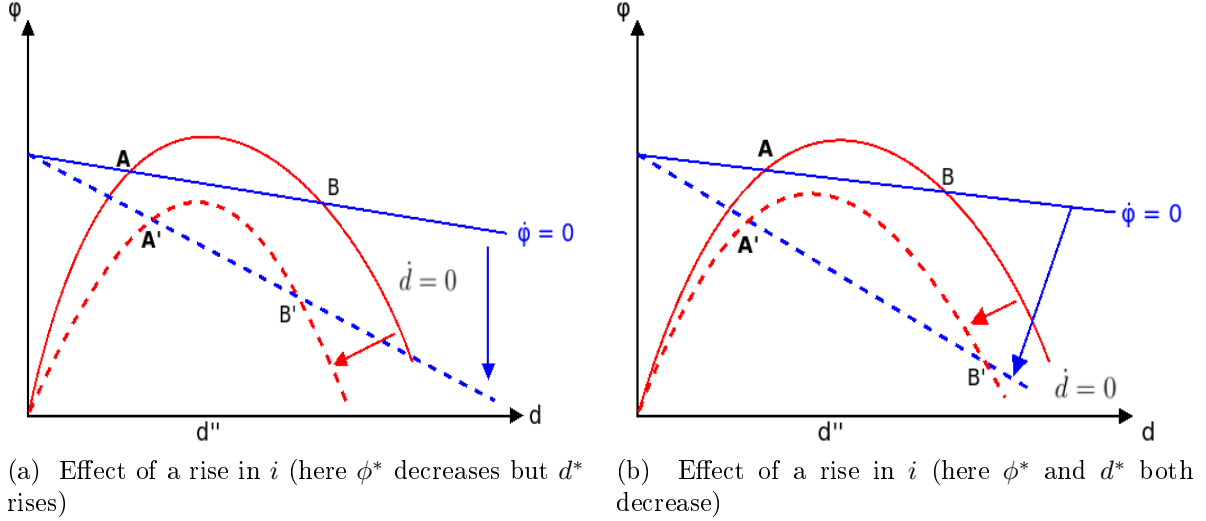 φ
A
B
φ̇ = 0
A'
ḋ = 0
B'
d
d''
(a) Effect of a rise in i (here ϕ* decreases but d*
rises)
φ
A
B
φ̇ = 0
A'
B'
ḋ = 0
d''
d
(b) Effect of a rise in i (here ϕ* and d* both
decrease)